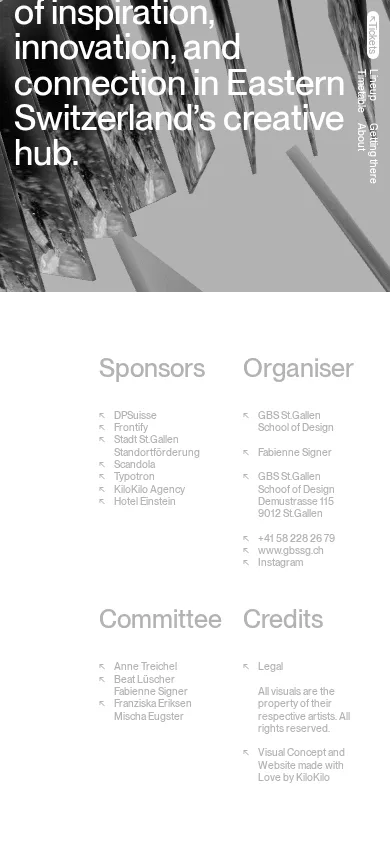 of inspiration,
innovation, and
connection in Eastern
Switzerland's creative
hub.
Tickets
Lineup
Timetable
Getting there
About
Sponsors
DPSuisse
Frontify
Stadt St.Gallen
Standortförderung
Scandola
Typotron
KiloKilo Agency
Hotel Einstein
Organiser
GBS St.Gallen
School of Design
Fabienne Signer
GBS St.Gallen
Schoof of Design
Demustrasse 115
9012 St.Gallen
+41 58 228 26 79
www.gbssg.ch
Instagram
Committee
Anne Treichel
Beat Lüscher
Fabienne Signer
Franziska Eriksen
Mischa Eugster
Credits
Legal
All visuals are the
property of their
respective artists. All
rights reserved.
Visual Concept and
Website made with
Love by KiloKilo